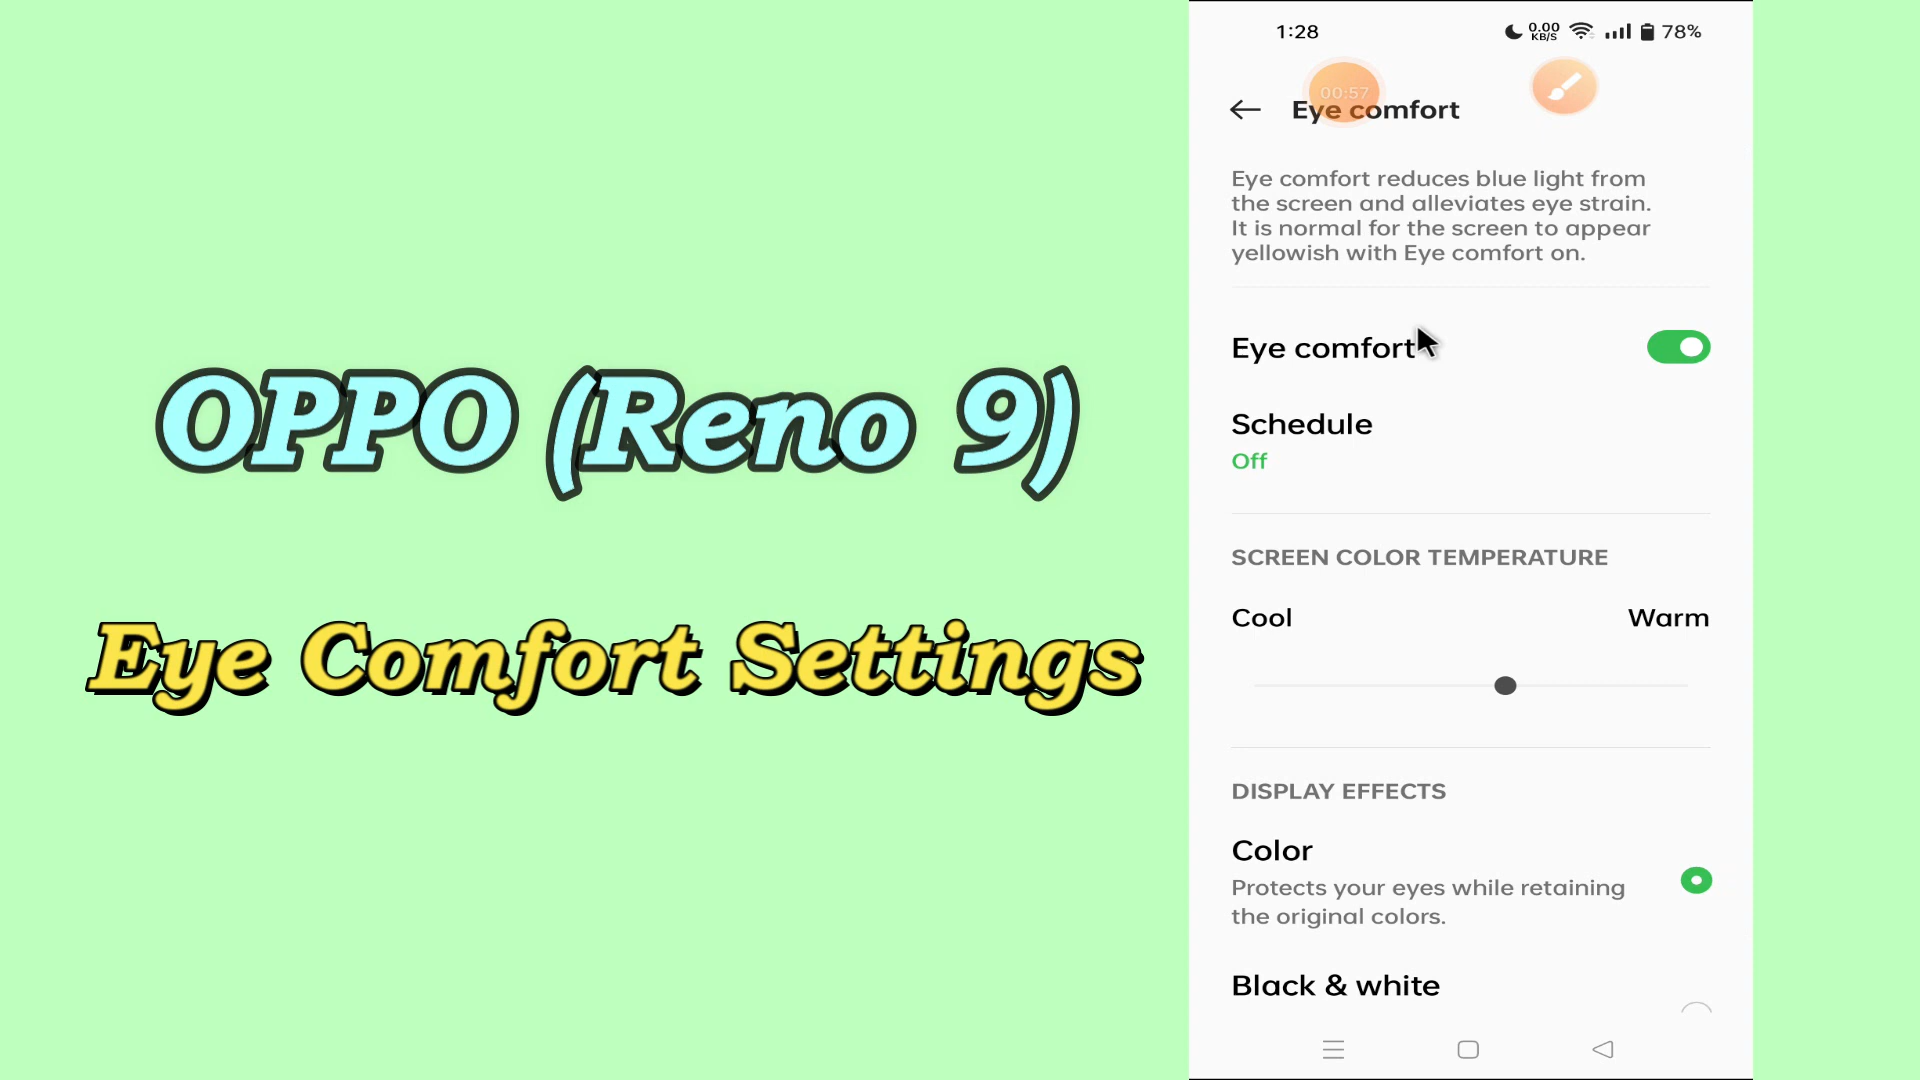 OPPO (Reno 9)
Eye Comfort Settings
1:28
0.00
KB/S
78%
00:57
Eye comfort
Eye comfort reduces blue light from
the screen and alleviates eye strain.
It is normal for the screen to appear
yellowish with Eye comfort on.
Eye comfort
Schedule
Off
SCREEN COLOR TEMPERATURE
Cool Warm
DISPLAY EFFECTS
Color
Protects your eyes while retaining
the original colors.
Black & white